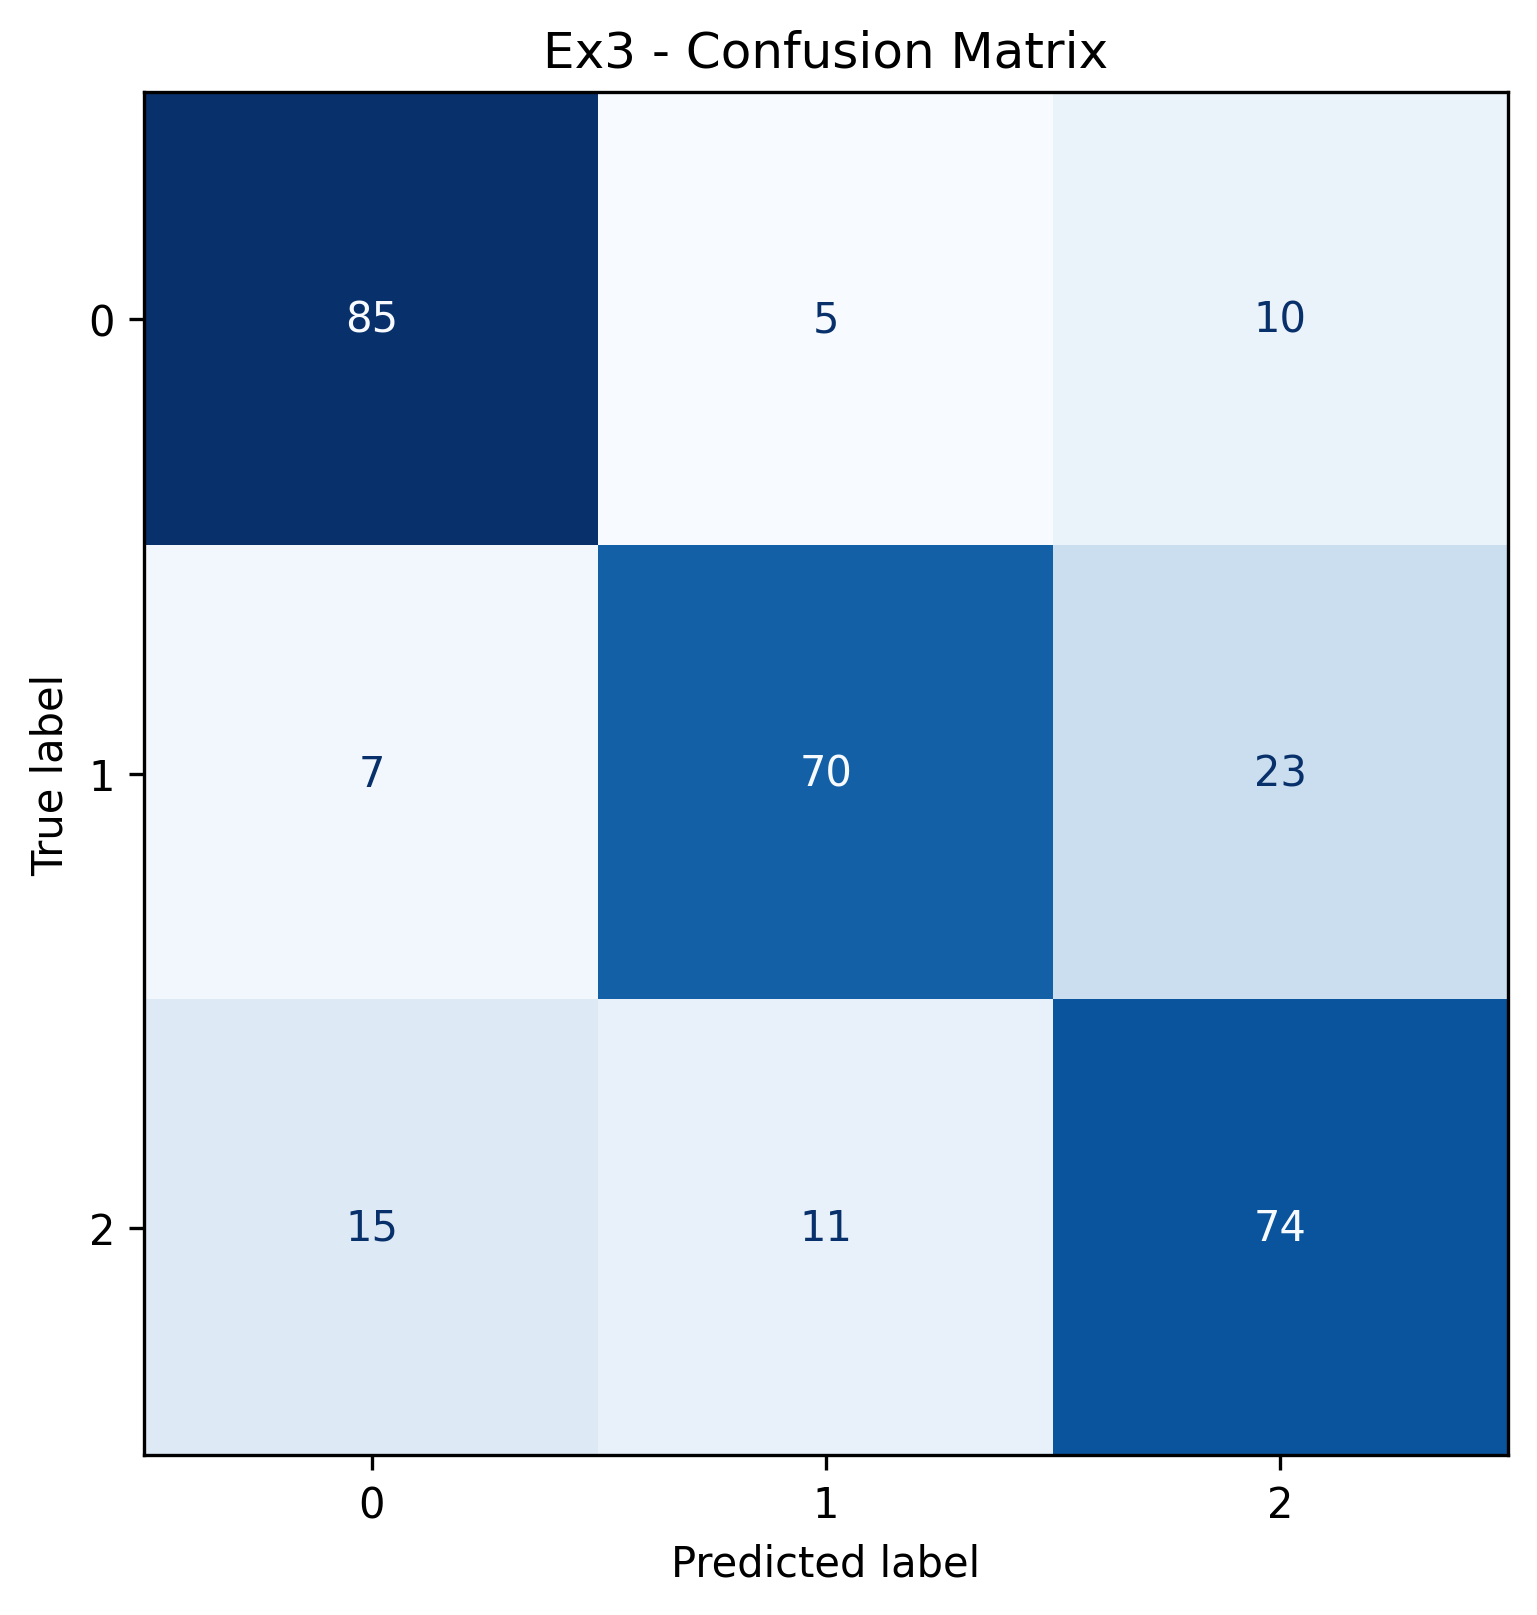 Ex3 - Confusion Matrix
True label
0 85 5 10
1 7 70 23
2 15 11 74
0 1 2
Predicted label